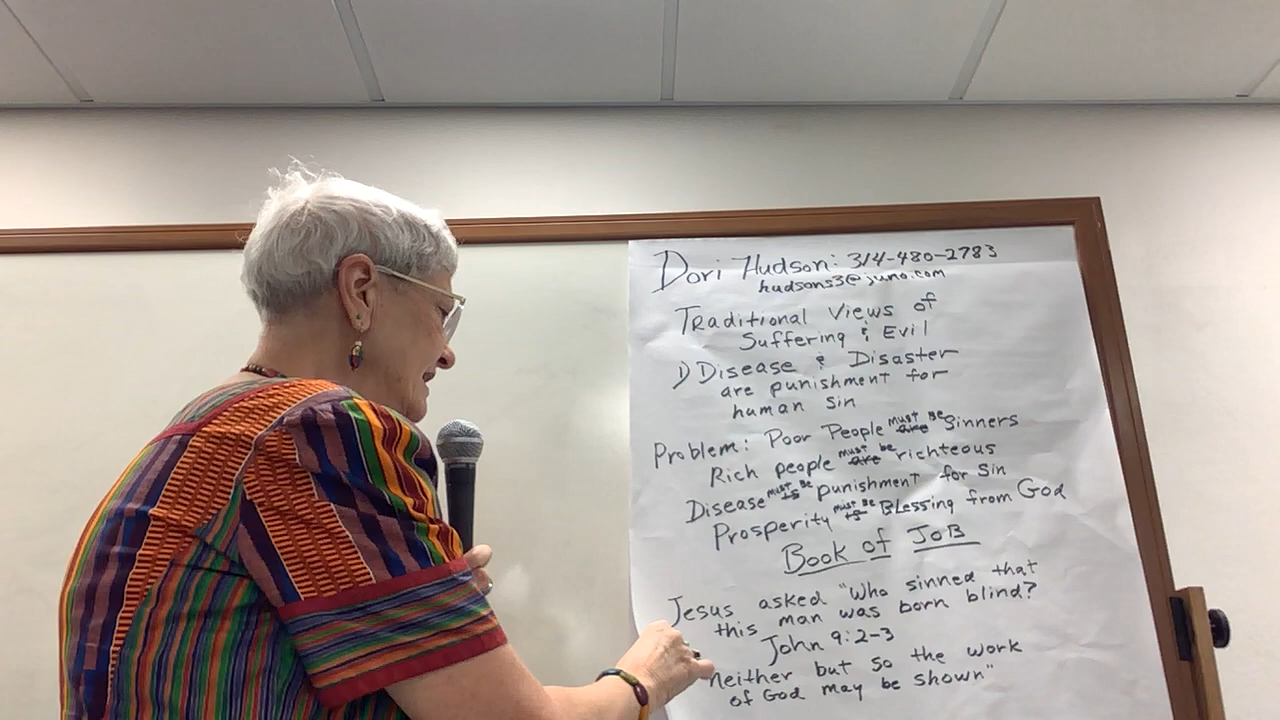 Dori Hudson: 314-480-2783
hudsons3@juno.com
Traditional Views of
Suffering & Evil
1) Disease & Disaster
are punishment for
human sin
Problem: Poor People must be are Sinners
Rich people must be are richteous
Disease must be is punishment for sin
Prosperity must be is Blessing from God
Book of JoB
Jesus asked "Who sinned that
this man was born blind?
John 9:2-3
neither but so the work
of God may be shown"